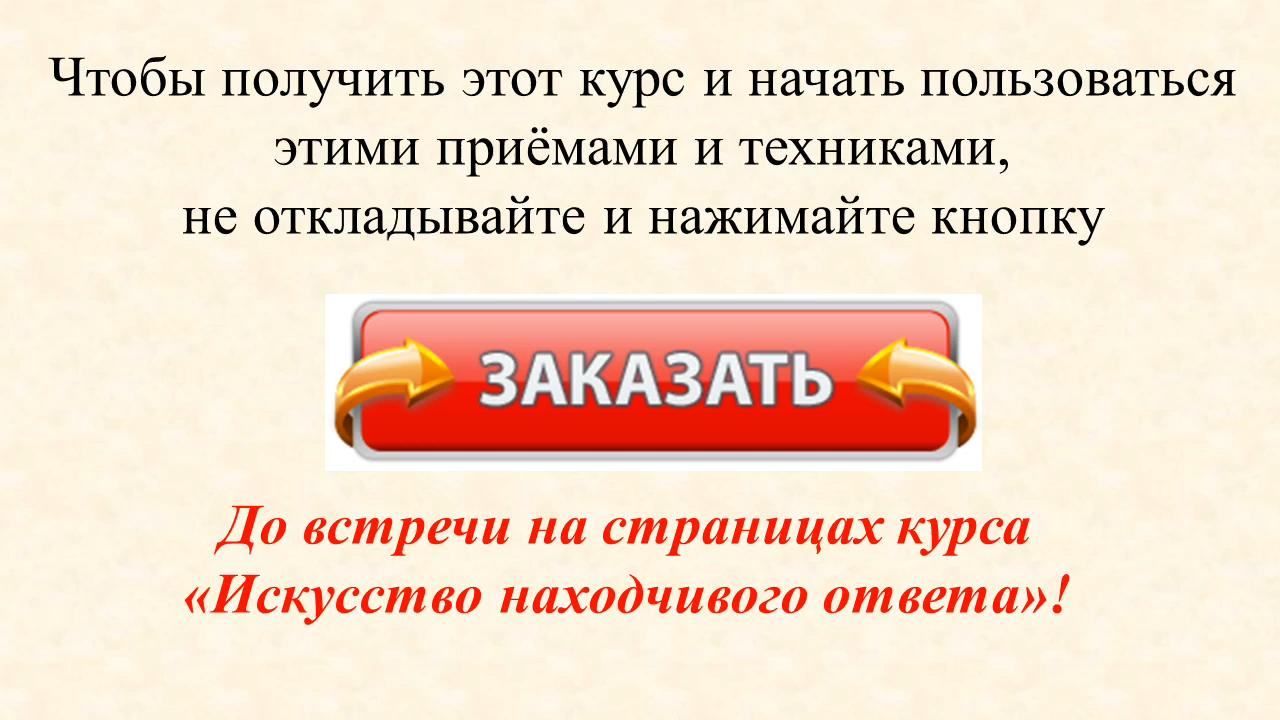 Чтобы получить этот курс и начать пользоваться
этими приёмами и техниками,
не откладывайте и нажимайте кнопку
ЗАКАЗАТЬ
До встречи на страницах курса
«Искусство находчивого ответа»!